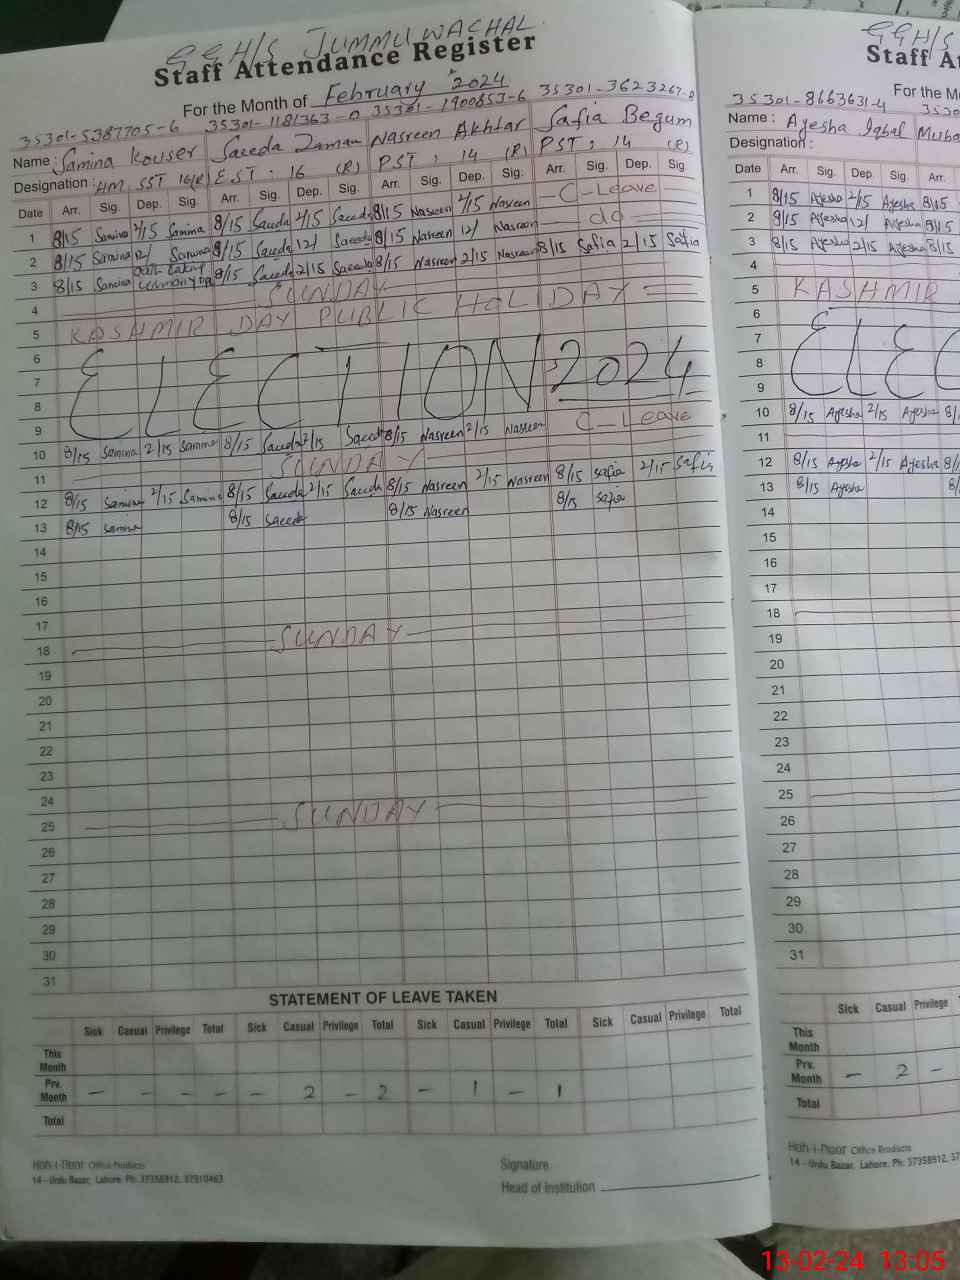 GGH/S JUMMUWACHAL
Staff Attendance Register
For the Month of February 2024
35301-5387705-6 35301-1181363-0 35301-1900853-6 35301-3623267-8
Name: Samina Kouser Saeeda Zaman Nasreen Akhtar Safia Begum
Designation: HM. SST 16(R) EST: 16 (R) PST: 14 (R) PST: 14 (R)
Date Arr. Sig. Dep. Sig. Arr. Sig. Dep. Sig. Arr. Sig. Dep. Sig. Arr. Sig. Dep. Sig.
1 8/15 Samina 2/15 Samina 8/15 Saeeda 2/15 Saeeda 8/15 Nasreen 2/15 Nasreen C-Leave
2 8/15 Samina 12/ Samina 8/15 Saeeda 12/ Saeeda 8/15 Nasreen 12/ Nasreen do
3 8/15 Samina Oath taking 8/15 Saeeda 2/15 Saeeda 8/15 Nasreen 2/15 Nasreen 8/15 Safia 2/15 Safia
4 SUNDAY
5 KASHMIR DAY PUBLIC HOLIDAY
6
7 ELECTION 2024
8
9
10 8/15 Samina 2/15 Samina 8/15 Saeeda 2/15 Saeeda 8/15 Nasreen 2/15 Nasreen C-Leave
11 SUNDAY
12 8/15 Samina 2/15 Samina 8/15 Saeeda 2/15 Saeeda 8/15 Nasreen 2/15 Nasreen 8/15 Safia 2/15 Safia
13 8/15 Samina 8/15 Saeeda 8/15 Nasreen 8/15 Safia
14
15
16
17
18 SUNDAY
19
20
21
22
23
24
25 SUNDAY
26
27
28
29
30
31
STATEMENT OF LEAVE TAKEN
Sick Casual Privilege Total Sick Casual Privilege Total Sick Casual Privilege Total Sick Casual Privilege Total
This Month
Prv. Month - - - - - 2 - 2 - 1 - 1
Total
Office Products
14 - Urdu Bazar, Lahore. Ph: 37358912, 37310463
Signature
Head of Institution
GGH/S
Staff At
For the M
35301-8663631-4 3530
Name: Ayesha Iqbal Muba
Designation:
Date Arr. Sig. Dep. Sig. Arr.
1 8/15 Ayesha 2/15 Ayesha 8/15
2 8/15 Ayesha 12/ Ayesha 8/15
3 8/15 Ayesha 2/15 Ayesha 8/15
4
5 KASHMIR
6
7 ELEC
8
9
10 8/15 Ayesha 2/15 Ayesha 8/
11
12 8/15 Ayesha 2/15 Ayesha 8/
13 8/15 Ayesha 8/
14
15
16
17
18
19
20
21
22
23
24
25
26
27
28
29
30
31
Sick Casual Privilege
This Month
Prv. Month - 2 -
Total
Office Products
14 - Urdu Bazar, Lahore. Ph: 37358912, 37
13-02-24 13:05